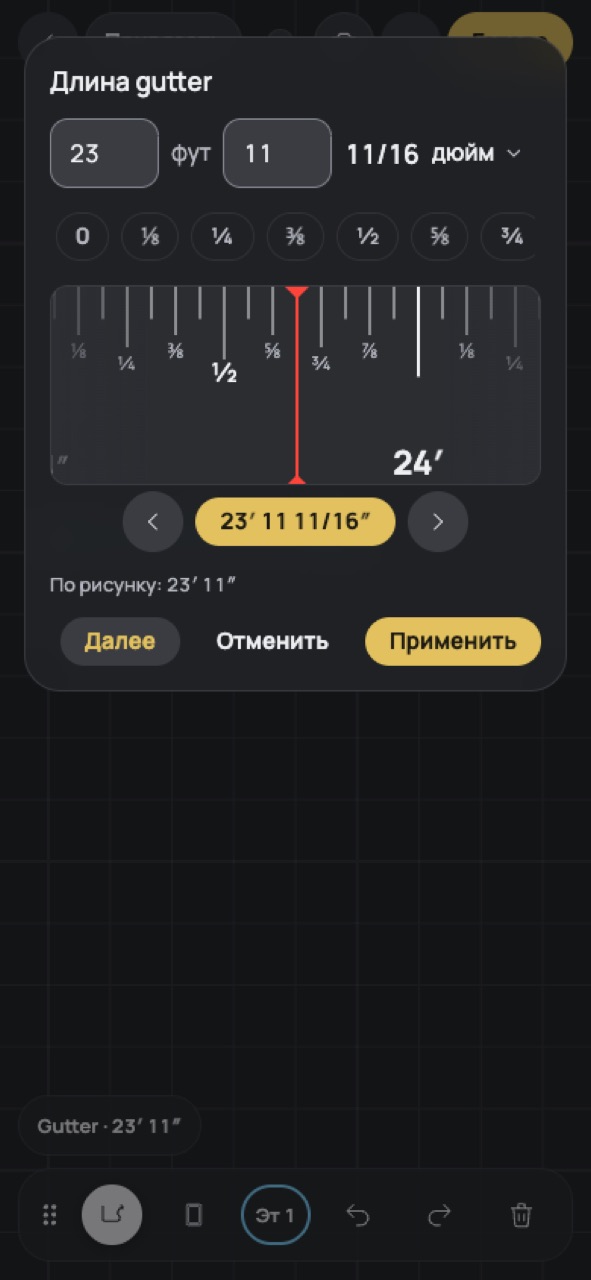 Длина gutter
23 фут 11 11/16 дюйм
0 ⅛ ¼ ⅜ ½ ⅝ ¾
⅛ ¼ ⅜ ½ ⅝ ¾ ⅞ ⅛ ¼
″ 24′
23′ 11 11/16″
По рисунку: 23′ 11″
Далее Отменить Применить
Gutter · 23′ 11″
Эт 1